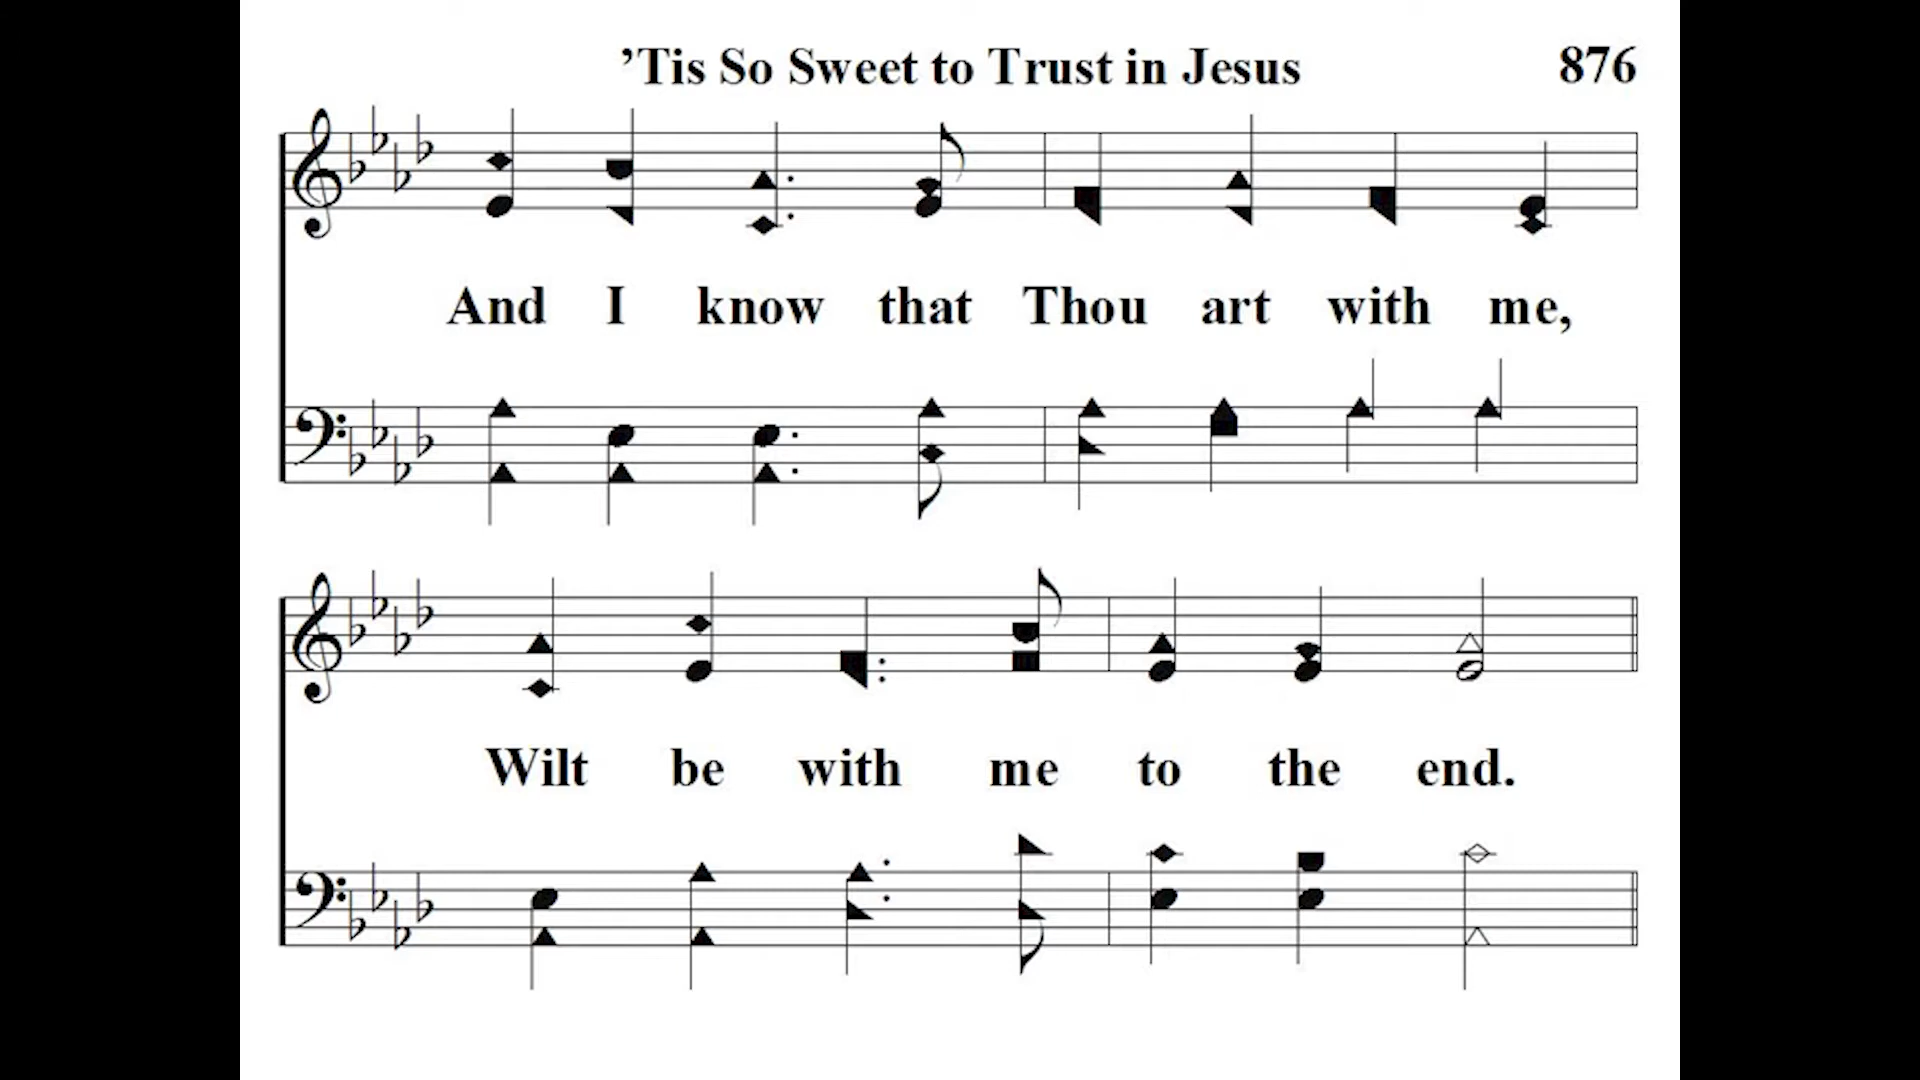 ’Tis So Sweet to Trust in Jesus 876
And I know that Thou art with me,
Wilt be with me to the end.